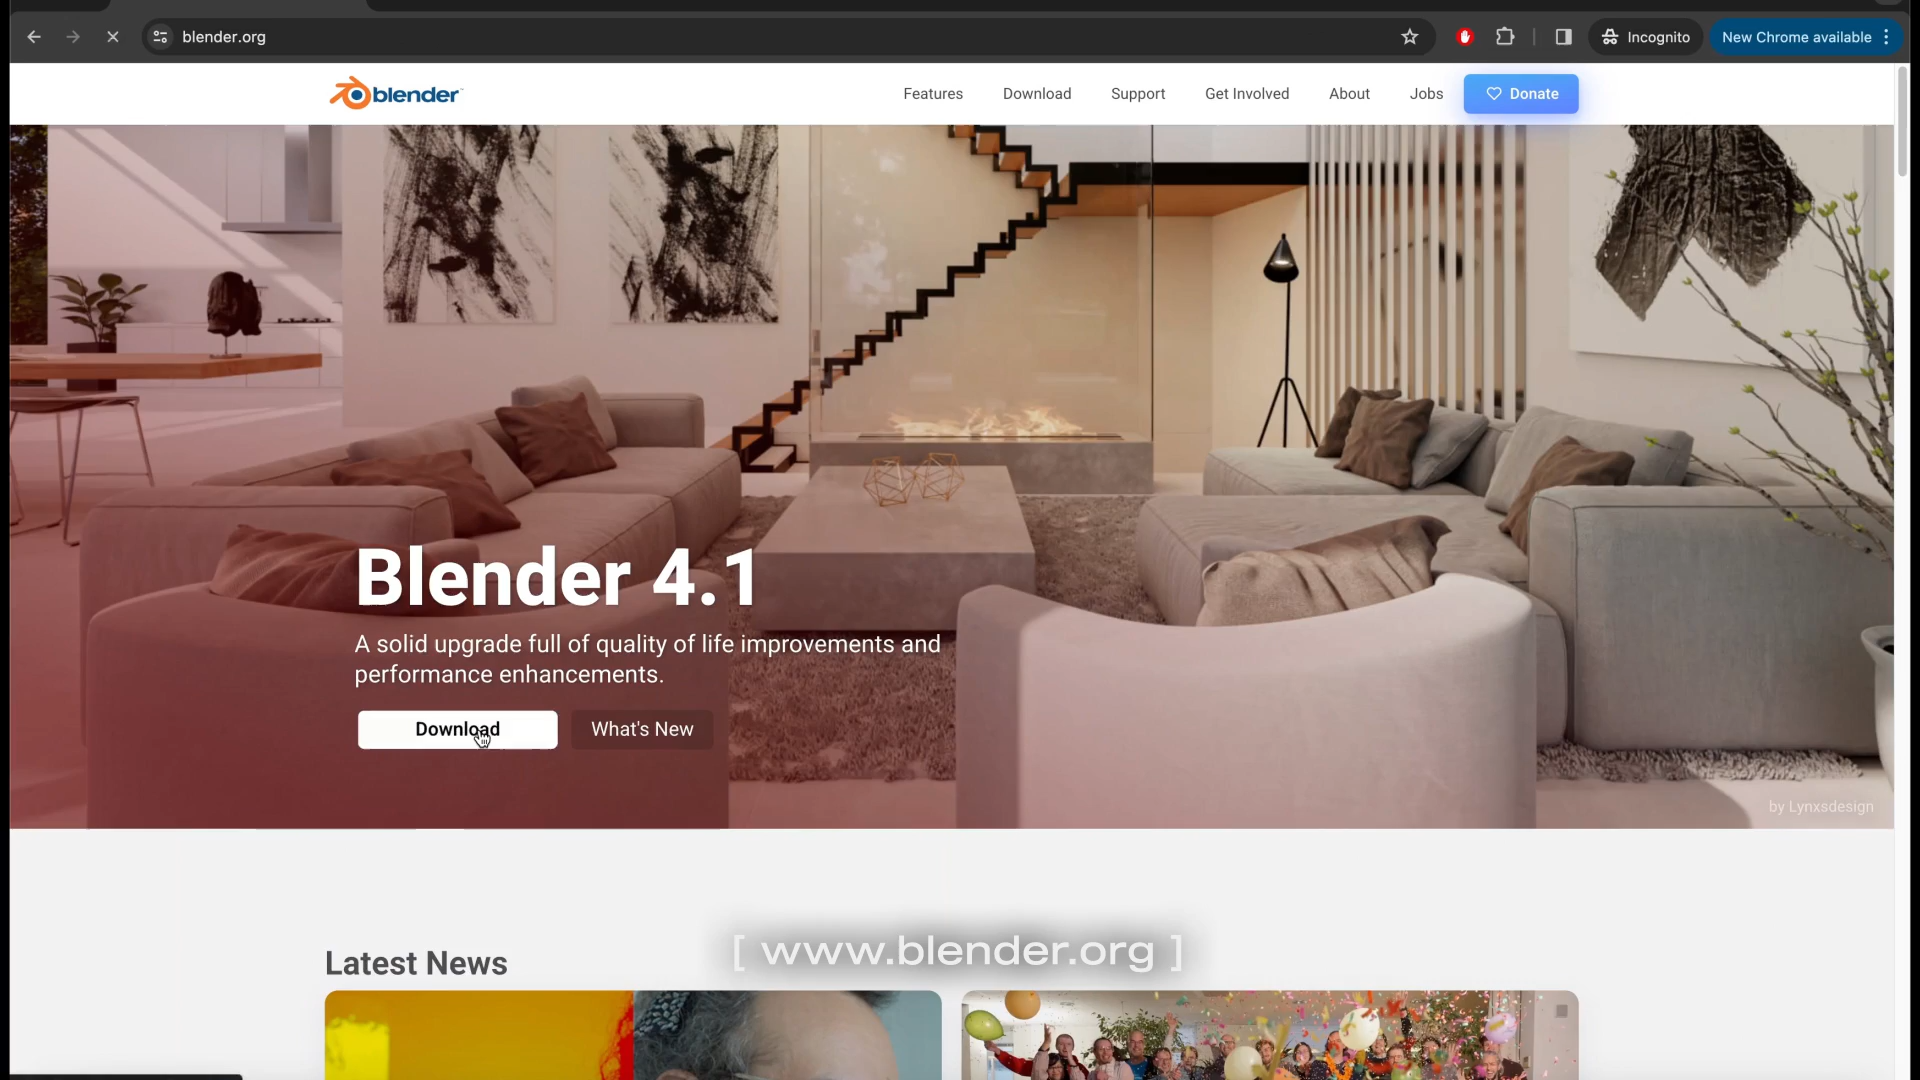 blender.org
Incognito
New Chrome available
blender
Features
Download
Support
Get Involved
About
Jobs
Donate
Blender 4.1
A solid upgrade full of quality of life improvements and
performance enhancements.
Download
What's New
by Lynxsdesign
[ www.blender.org ]
Latest News